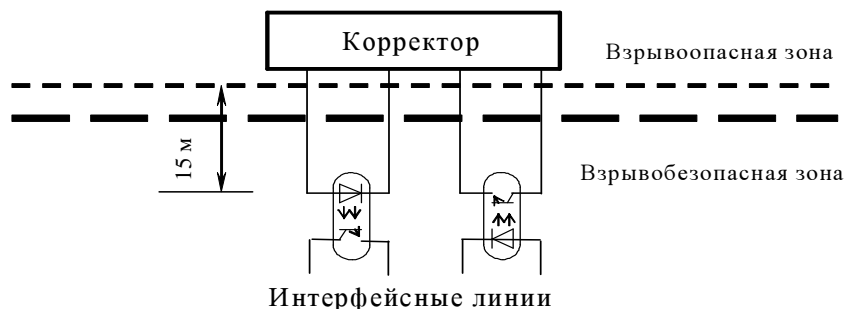 Корректор
Взрывоопасная зона
15 м
Взрывобезопасная зона
Интерфейсные линии